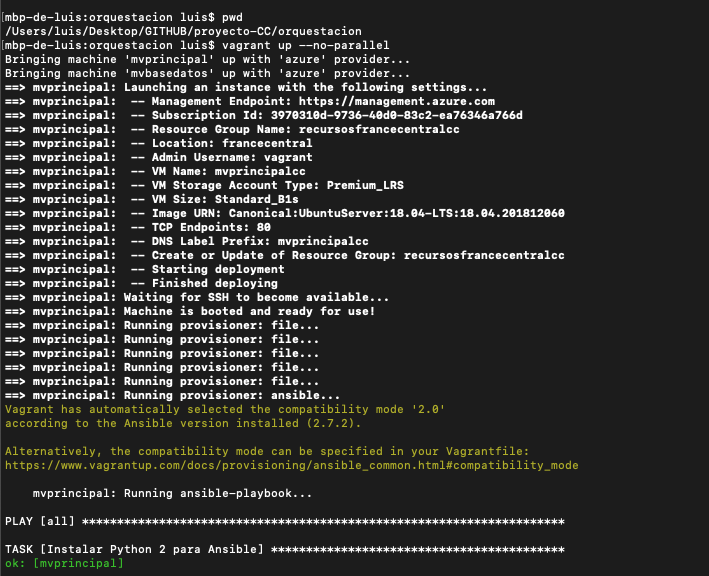 [mbp-de-luis:orquestacion luis$ pwd
/Users/luis/Desktop/GITHUB/proyecto-CC/orquestacion
[mbp-de-luis:orquestacion luis$ vagrant up --no-parallel
Bringing machine 'mvprincipal' up with 'azure' provider...
Bringing machine 'mvbasedatos' up with 'azure' provider...
==> mvprincipal: Launching an instance with the following settings...
==> mvprincipal:  -- Management Endpoint: https://management.azure.com
==> mvprincipal:  -- Subscription Id: 3970310d-9736-40d0-83c2-ea76346a766d
==> mvprincipal:  -- Resource Group Name: recursosfrancecentralcc
==> mvprincipal:  -- Location: francecentral
==> mvprincipal:  -- Admin Username: vagrant
==> mvprincipal:  -- VM Name: mvprincipalcc
==> mvprincipal:  -- VM Storage Account Type: Premium_LRS
==> mvprincipal:  -- VM Size: Standard_B1s
==> mvprincipal:  -- Image URN: Canonical:UbuntuServer:18.04-LTS:18.04.201812060
==> mvprincipal:  -- TCP Endpoints: 80
==> mvprincipal:  -- DNS Label Prefix: mvprincipalcc
==> mvprincipal:  -- Create or Update of Resource Group: recursosfrancecentralcc
==> mvprincipal:  -- Starting deployment
==> mvprincipal:  -- Finished deploying
==> mvprincipal: Waiting for SSH to become available...
==> mvprincipal: Machine is booted and ready for use!
==> mvprincipal: Running provisioner: file...
==> mvprincipal: Running provisioner: file...
==> mvprincipal: Running provisioner: file...
==> mvprincipal: Running provisioner: file...
==> mvprincipal: Running provisioner: file...
==> mvprincipal: Running provisioner: ansible...
Vagrant has automatically selected the compatibility mode '2.0'
according to the Ansible version installed (2.7.2).
Alternatively, the compatibility mode can be specified in your Vagrantfile:
https://www.vagrantup.com/docs/provisioning/ansible_common.html#compatibility_mode
    mvprincipal: Running ansible-playbook...
PLAY [all] *********************************************************************
TASK [Instalar Python 2 para Ansible] ******************************************
ok: [mvprincipal]